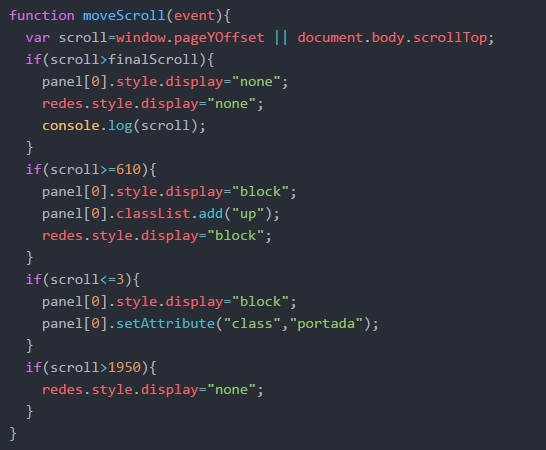 function moveScroll(event){
  var scroll=window.pageYOffset || document.body.scrollTop;
  if(scroll>finalScroll){
    panel[0].style.display="none";
    redes.style.display="none";
    console.log(scroll);
  }
  if(scroll>=610){
    panel[0].style.display="block";
    panel[0].classList.add("up");
    redes.style.display="block";
  }
  if(scroll<=3){
    panel[0].style.display="block";
    panel[0].setAttribute("class","portada");
  }
  if(scroll>1950){
    redes.style.display="none";
  }
}